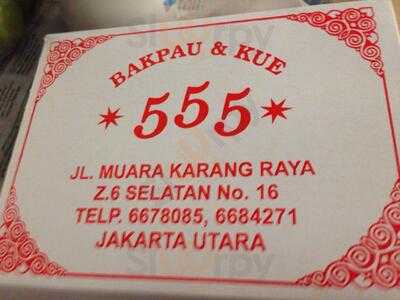 BAKPAU & KUE
* 555 *
JL. MUARA KARANG RAYA
Z.6 SELATAN No. 16
TELP. 6678085, 6684271
JAKARTA UTARA